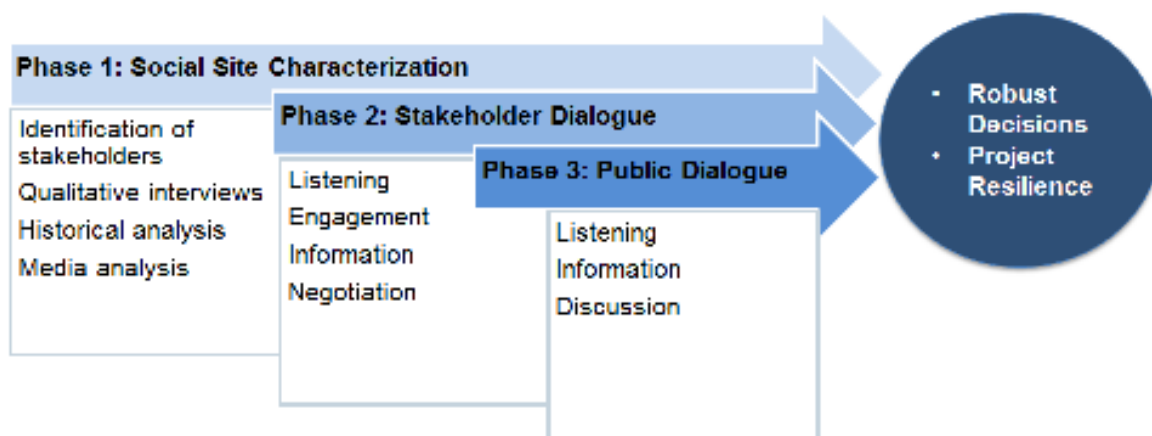 Phase 1: Social Site Characterization
Identification of
stakeholders
Qualitative interviews
Historical analysis
Media analysis
Phase 2: Stakeholder Dialogue
Listening
Engagement
Information
Negotiation
Phase 3: Public Dialogue
Listening
Information
Discussion
• Robust
Decisions
• Project
Resilience